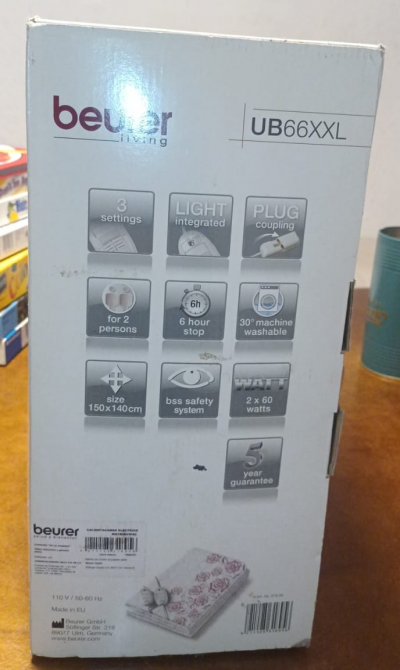 beurer
living
UB66XXL
3
settings
LIGHT
integrated
PLUG
coupling
for 2
persons
6h
6 hour
stop
30° machine
washable
size
150x140cm
bss safety
system
WATT
2 x 60
watts
5
year
guarantee
beurer
110 V / 50-60 Hz
Made in EU
Beurer GmbH
Söflinger Str. 218
89077 Ulm, Germany
www.beurer.com